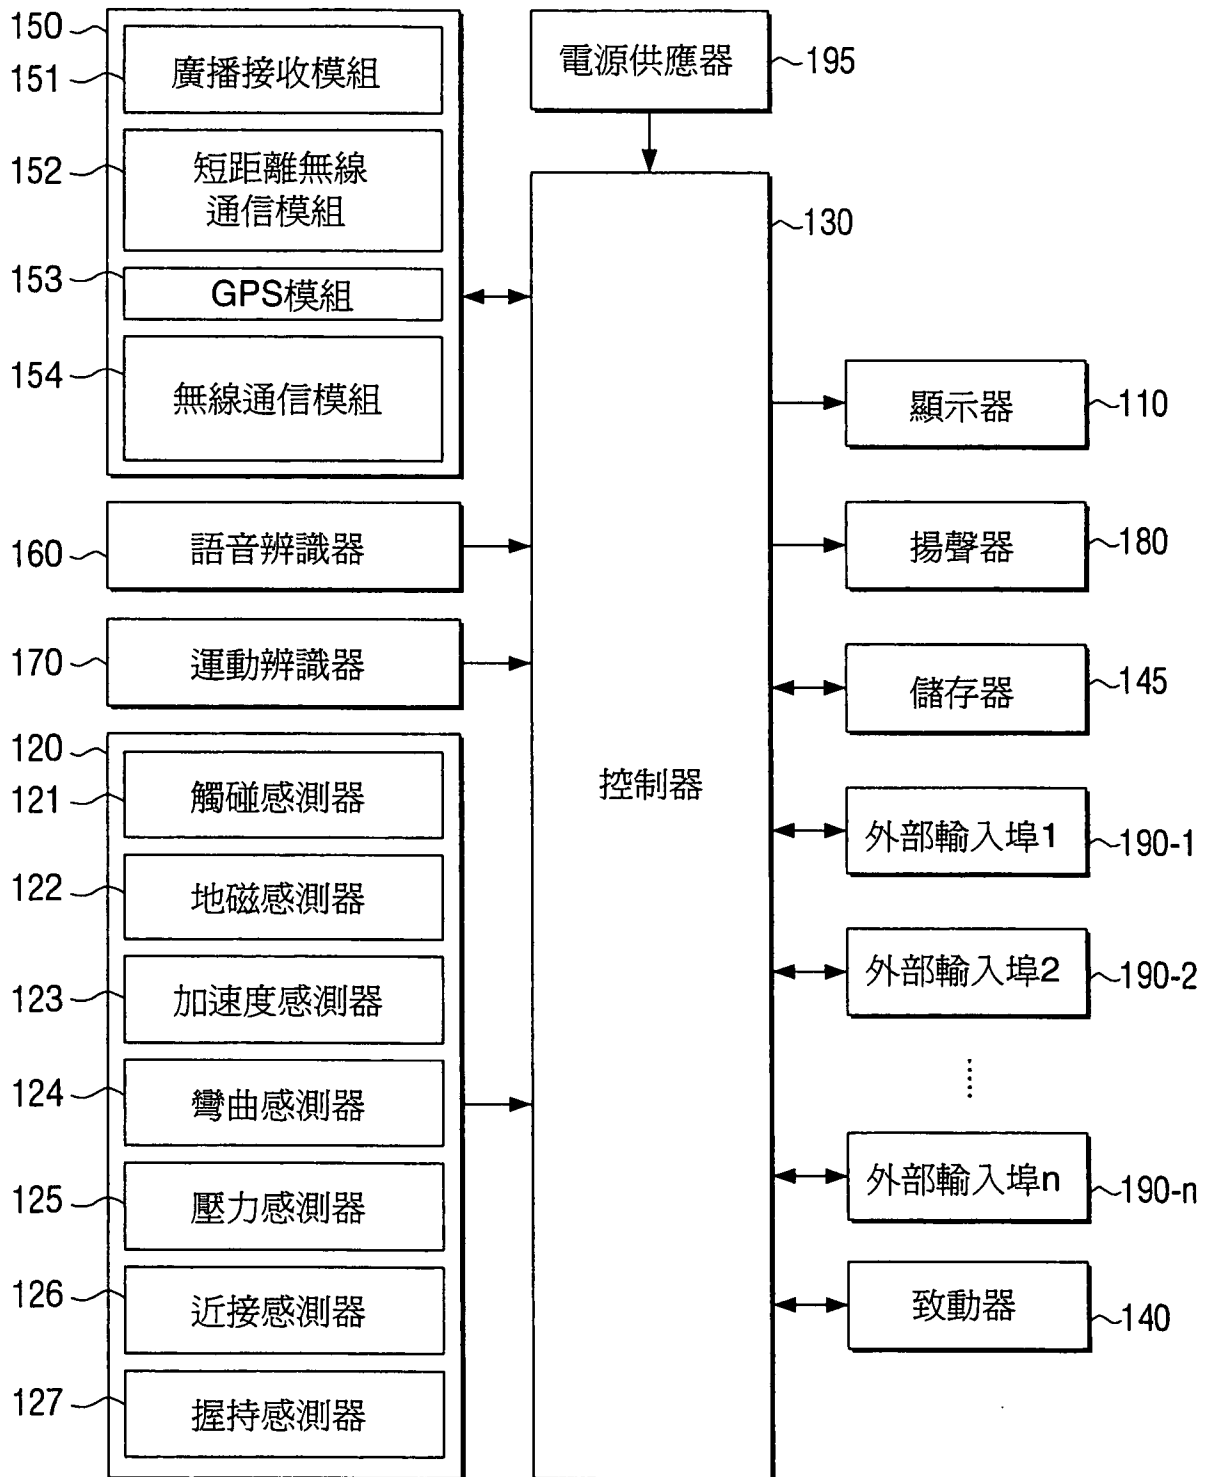 150
151
廣播接收模組
152
短距離無線
通信模組
153
GPS模組
154
無線通信模組
160
語音辨識器
170
運動辨識器
120
121
觸碰感測器
122
地磁感測器
123
加速度感測器
124
彎曲感測器
125
壓力感測器
126
近接感測器
127
握持感測器
電源供應器
195
130
控制器
顯示器
110
揚聲器
180
儲存器
145
外部輸入埠1
190-1
外部輸入埠2
190-2
外部輸入埠n
190-n
致動器
140